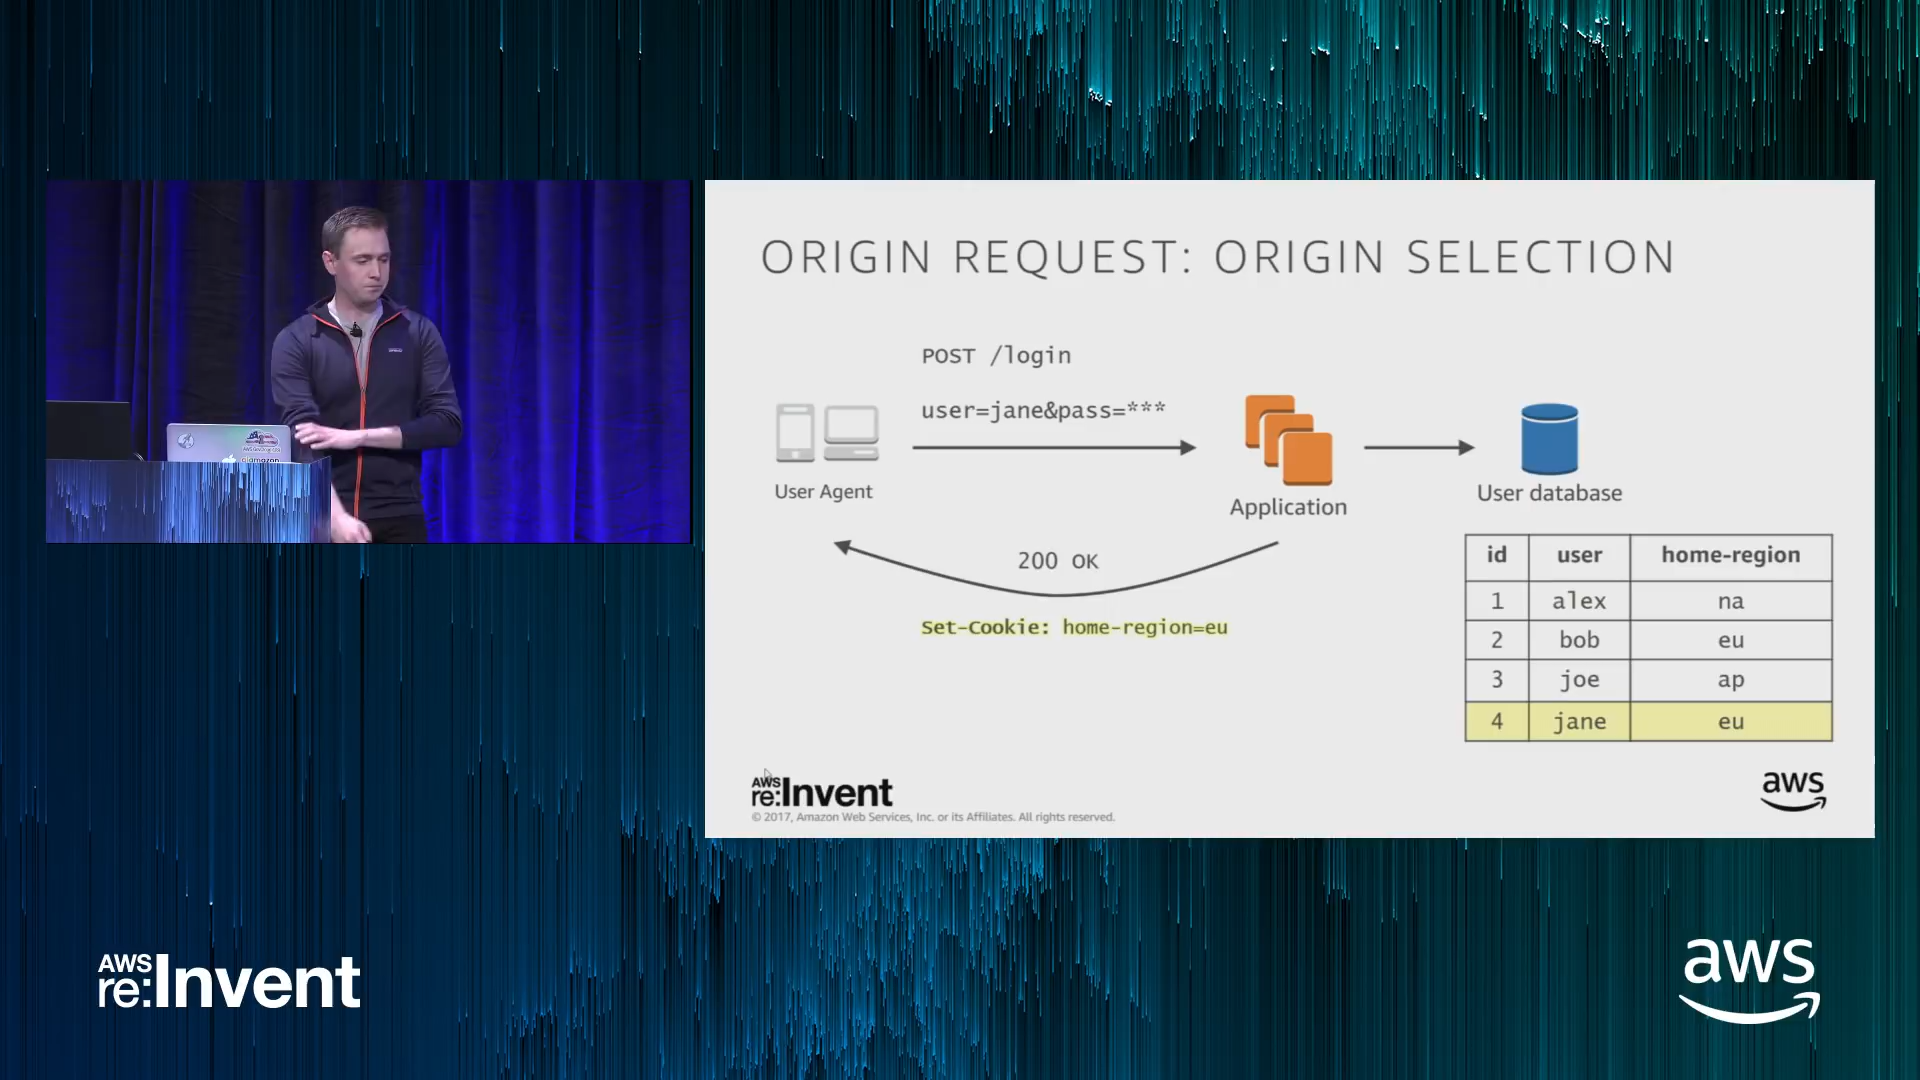 ORIGIN REQUEST: ORIGIN SELECTION
POST /login
user=jane&pass=***
User Agent
Application
User database
200 OK
Set-Cookie: home-region=eu
id user home-region
1 alex na
2 bob eu
3 joe ap
4 jane eu
AWS
re:Invent
aws
© 2017, Amazon Web Services, Inc. or its Affiliates. All rights reserved.
AWS
re:Invent
aws